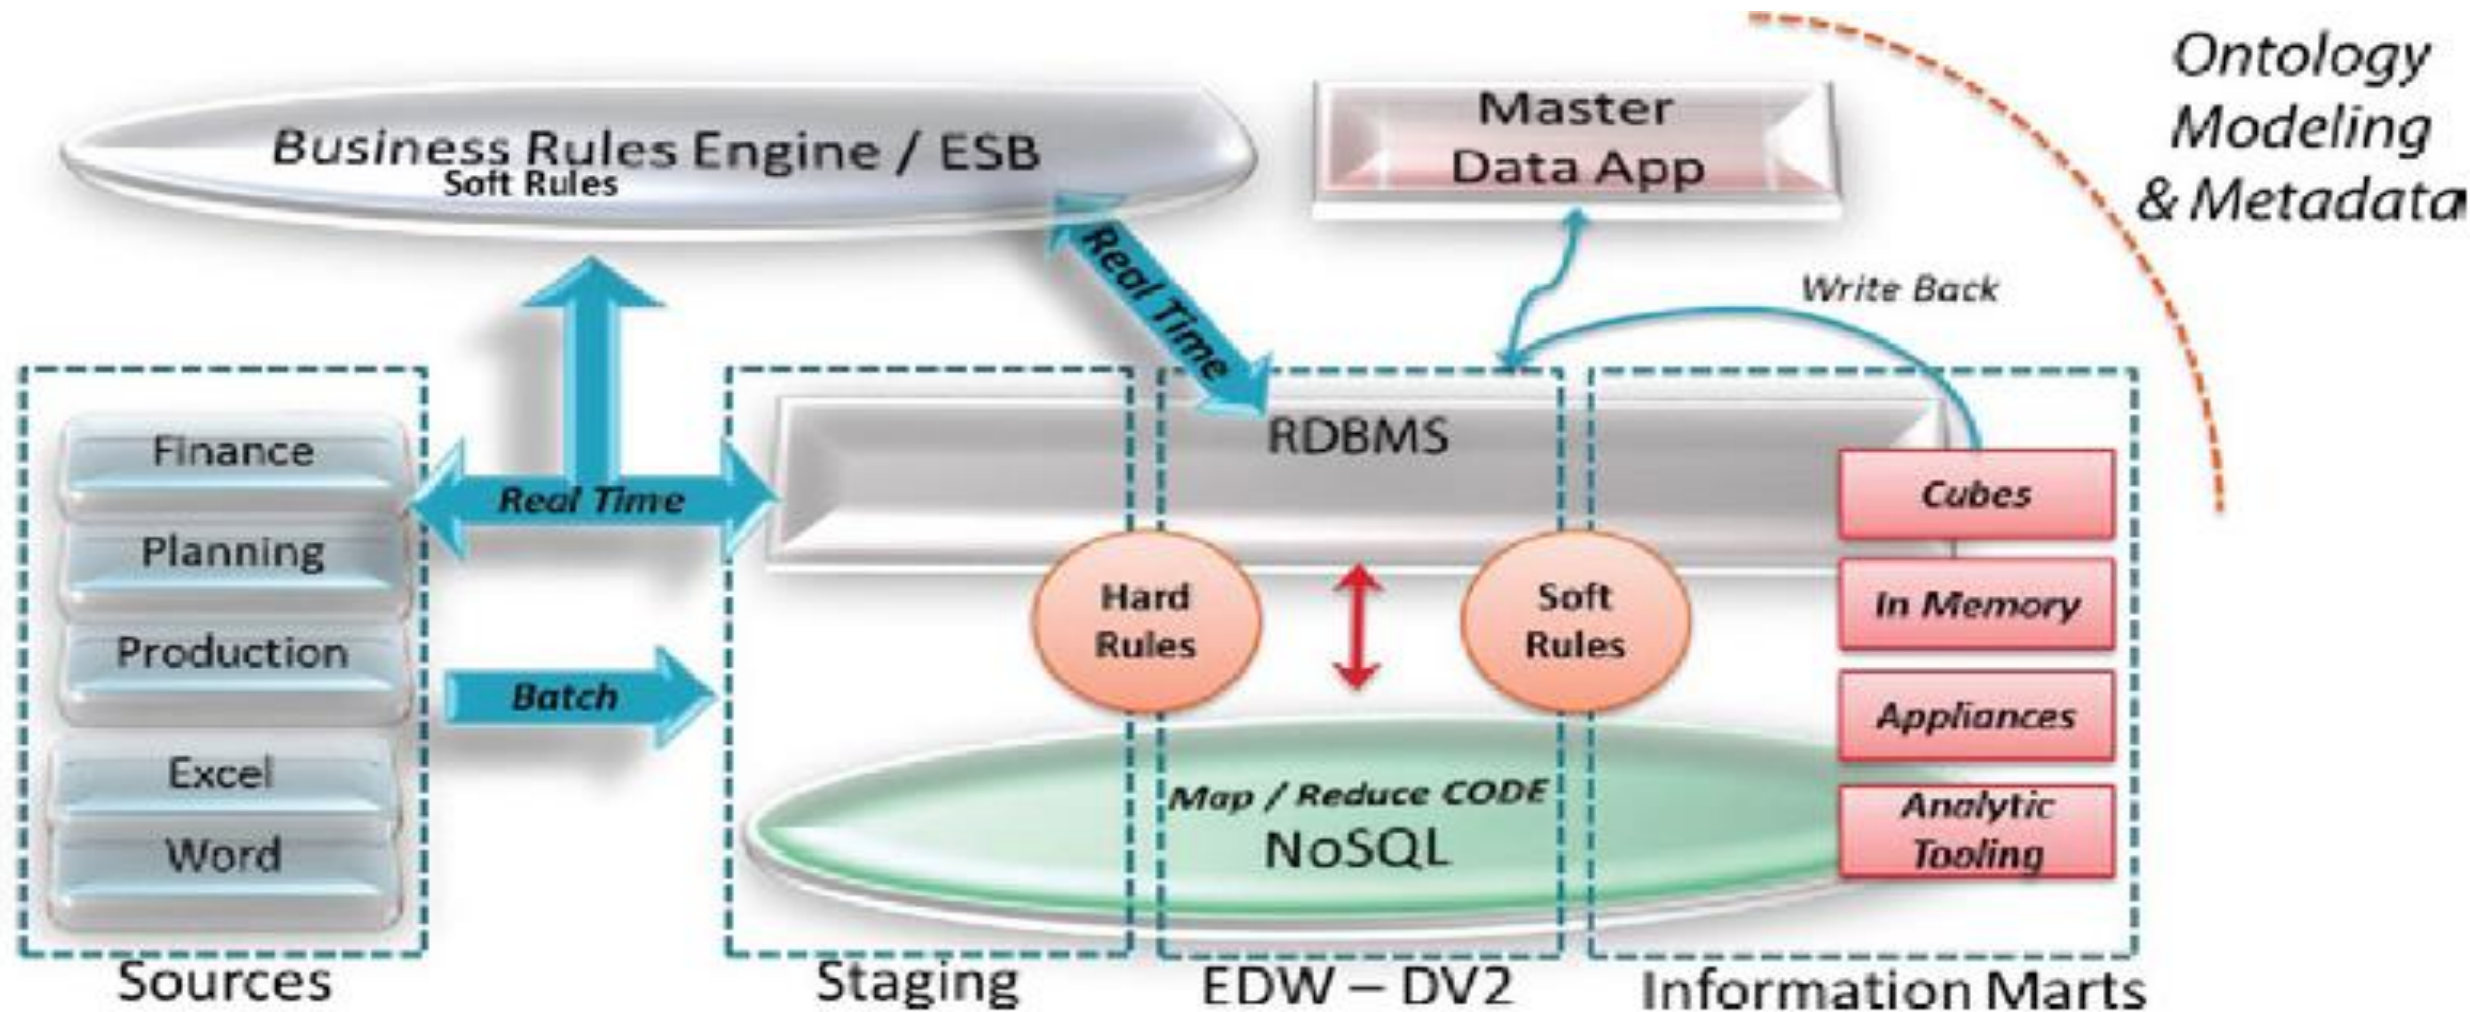 Ontology
Modeling
& Metadata
Business Rules Engine / ESB
Soft Rules
Master
Data App
Real Time
Write Back
Finance
Planning
Production
Excel
Word
Real Time
Batch
RDBMS
Hard
Rules
Soft
Rules
Map / Reduce CODE
NoSQL
Cubes
In Memory
Appliances
Analytic
Tooling
Sources
Staging
EDW – DV2
Information Marts